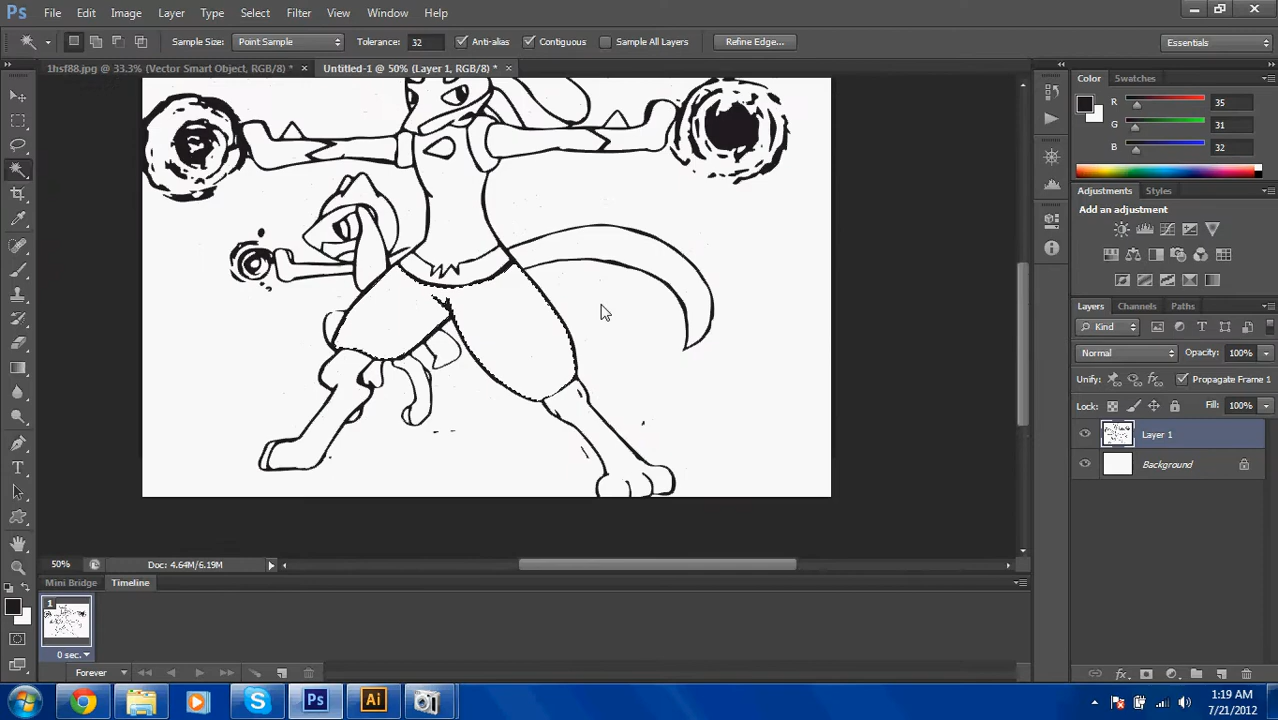 Ps File Edit Image Layer Type Select Filter View Window Help
Sample Size: Point Sample Tolerance: 32 Anti-alias Contiguous Sample All Layers Refine Edge... Essentials
1hsf88.jpg @ 33.3% (Vector Smart Object, RGB/8) * × Untitled-1 @ 50% (Layer 1, RGB/8) * ×
Color Swatches
R 35
G 31
B 32
Adjustments Styles
Add an adjustment
Layers Channels Paths
Kind
Normal Opacity: 100%
Unify: Propagate Frame 1
Lock: Fill: 100%
Layer 1
Background
50% Doc: 4.64M/6.19M
Mini Bridge Timeline
1
0 sec.
Forever
Ps Ai
1:19 AM
7/21/2012